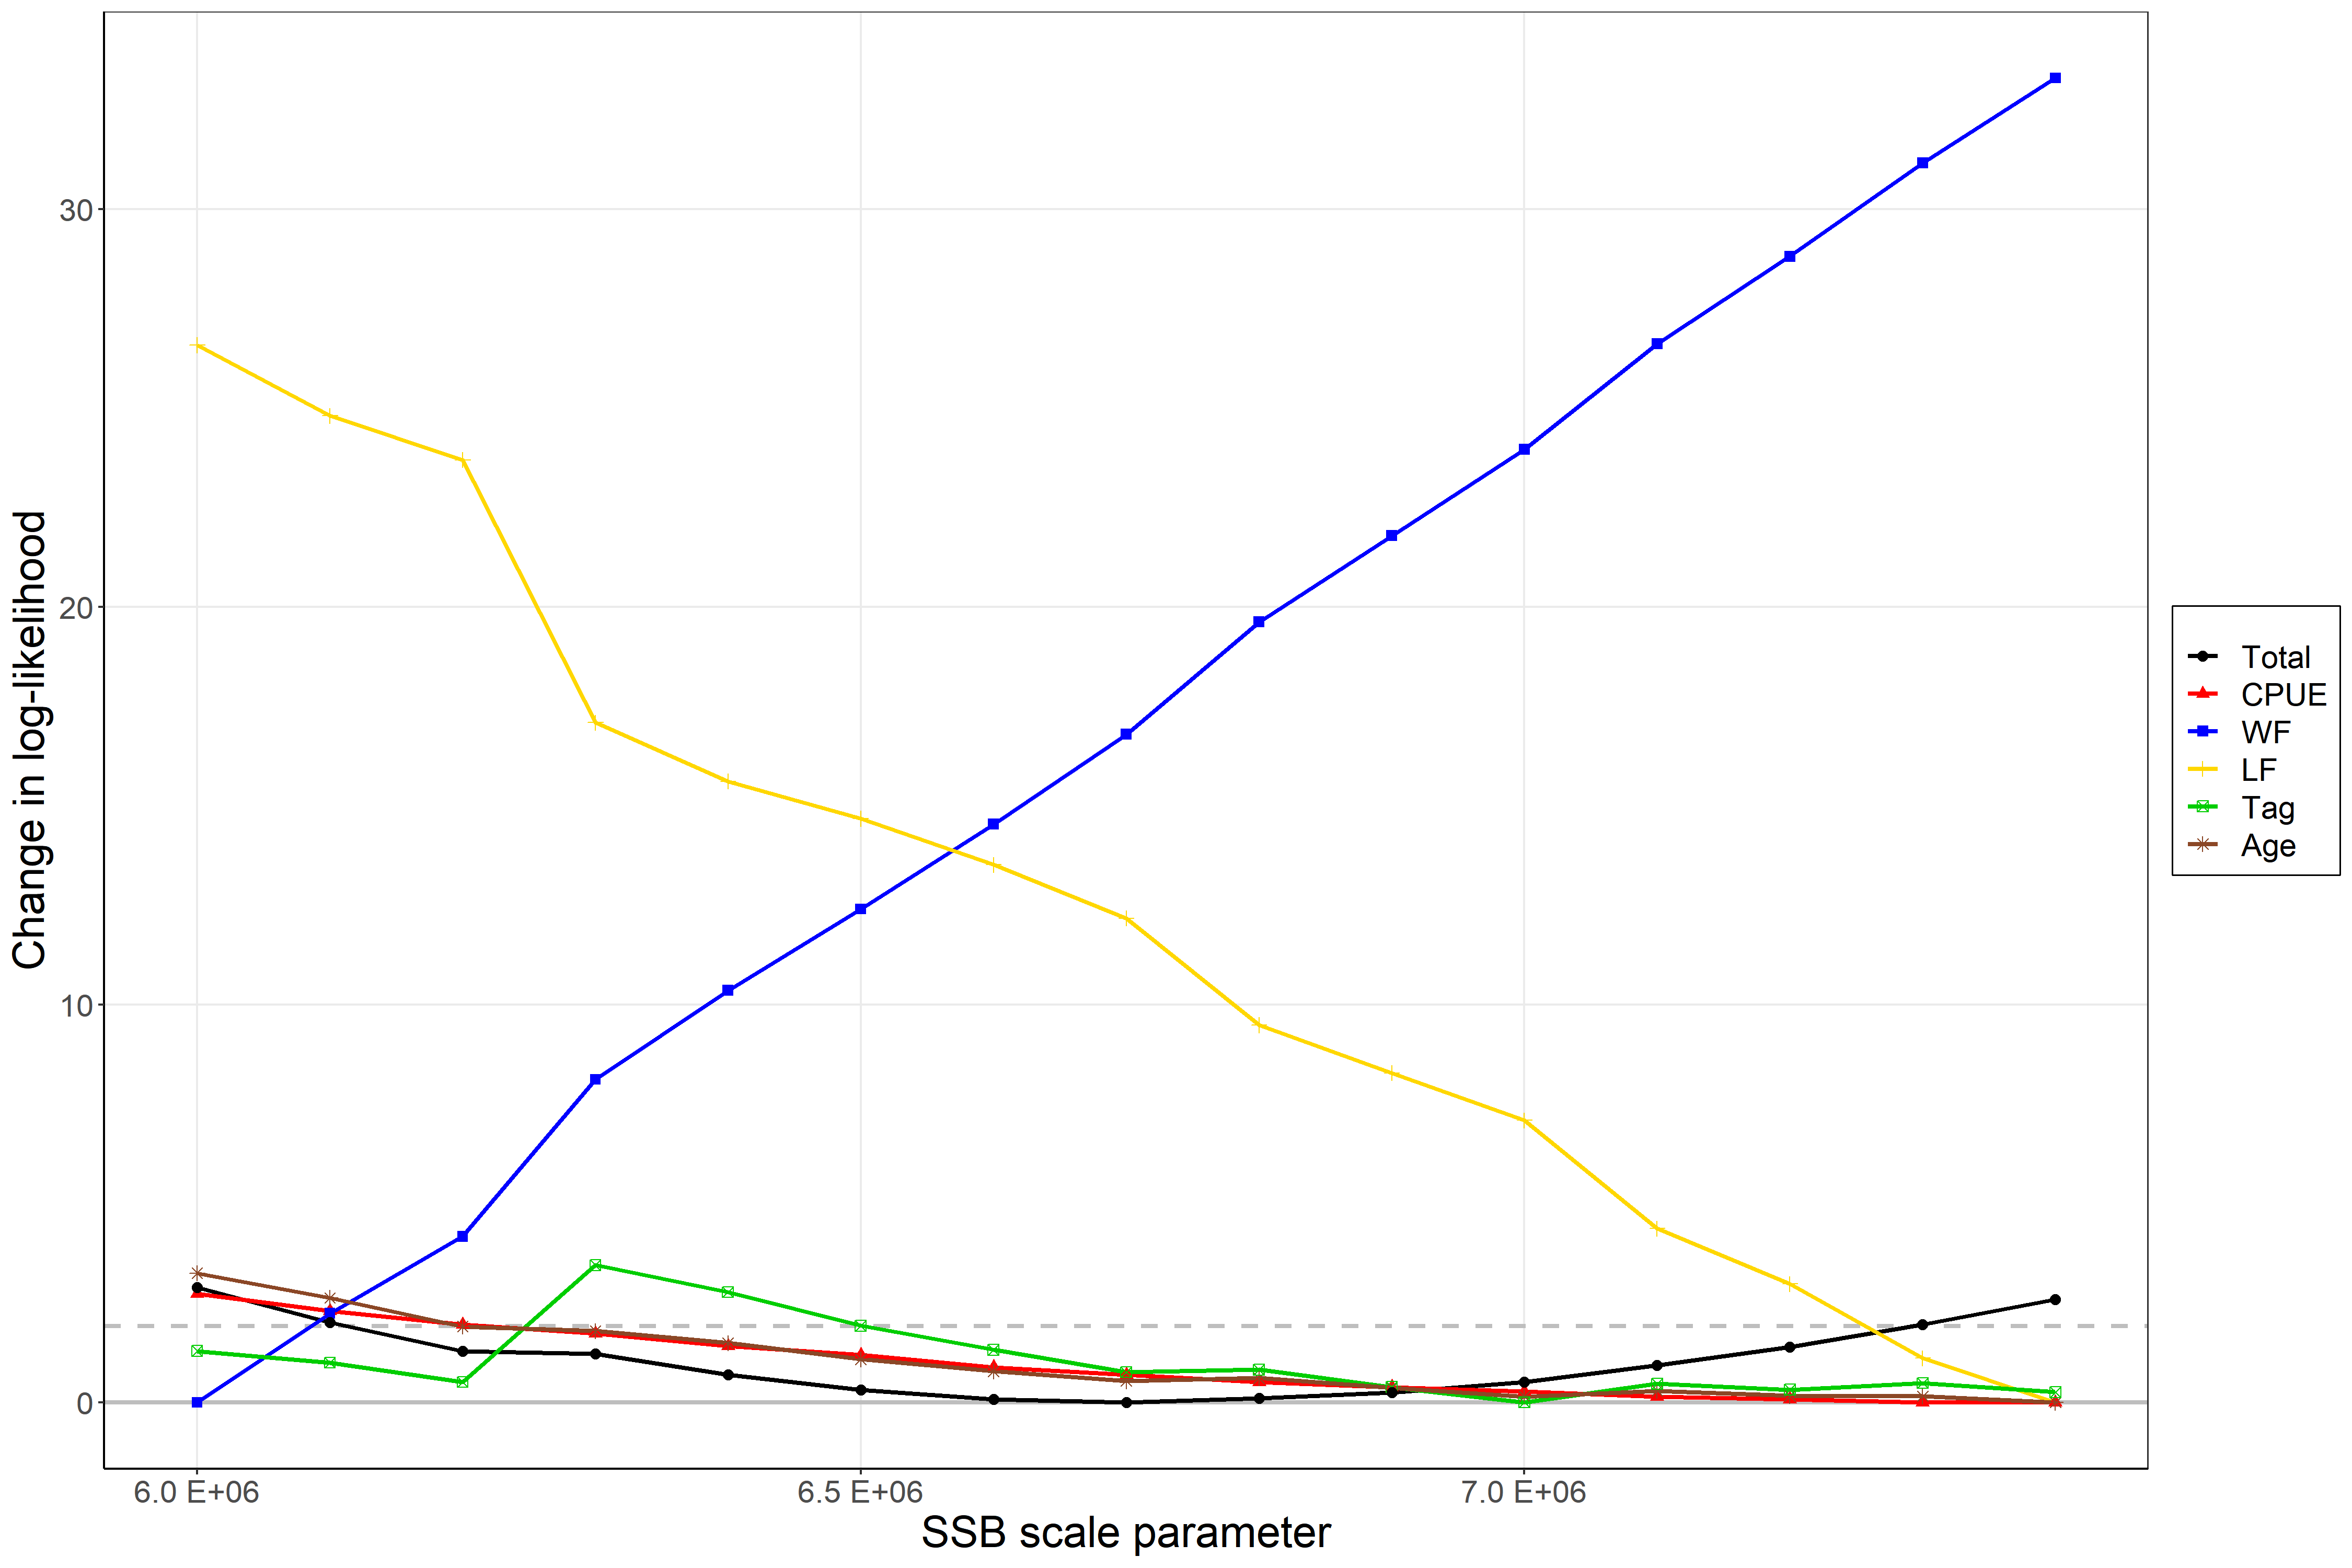 Change in log-likelihood
30
20
10
0
6.0 E+06
6.5 E+06
7.0 E+06
SSB scale parameter
Total
CPUE
WF
LF
Tag
Age